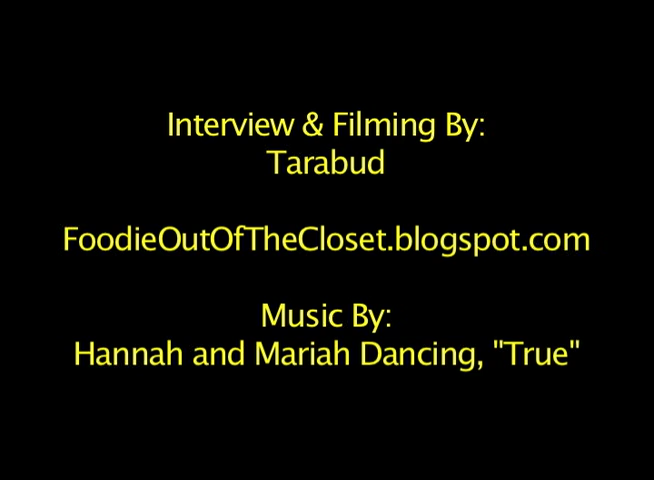 Interview & Filming By:
Tarabud
FoodieOutOfTheCloset.blogspot.com
Music By:
Hannah and Mariah Dancing, "True"